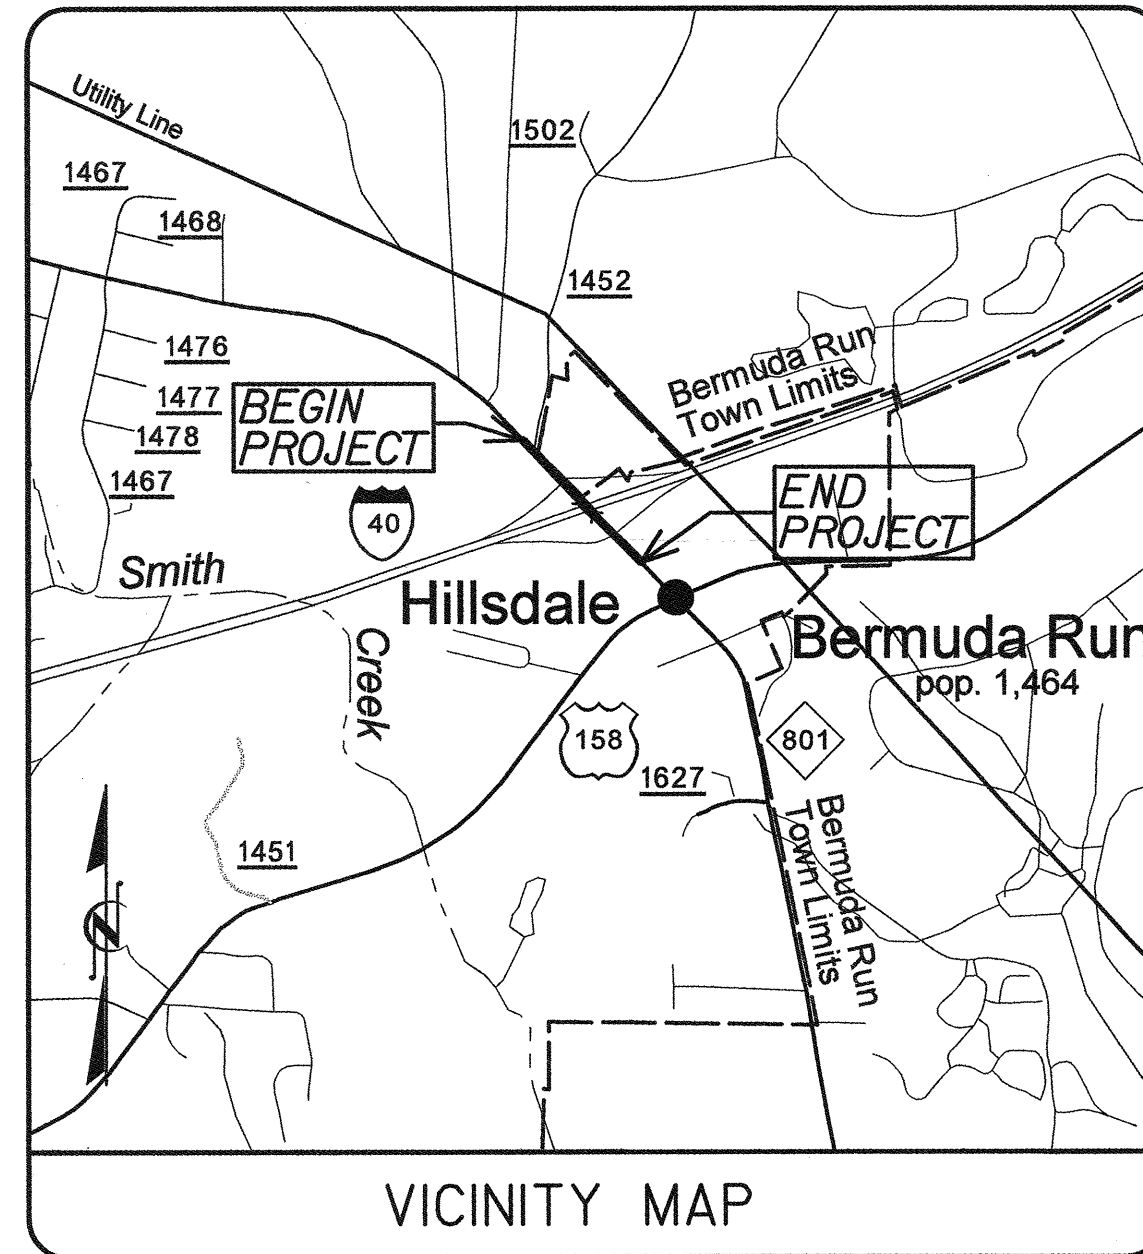 Utility Line
1502
1467
1468
1452
1476
Bermuda Run
Town Limits
1477
BEGIN
PROJECT
1478
1467
END
PROJECT
40
Smith
Hillsdale
Creek
Bermuda Run
pop. 1,464
158
801
1627
Bermuda Run
Town Limits
1451
N
VICINITY MAP